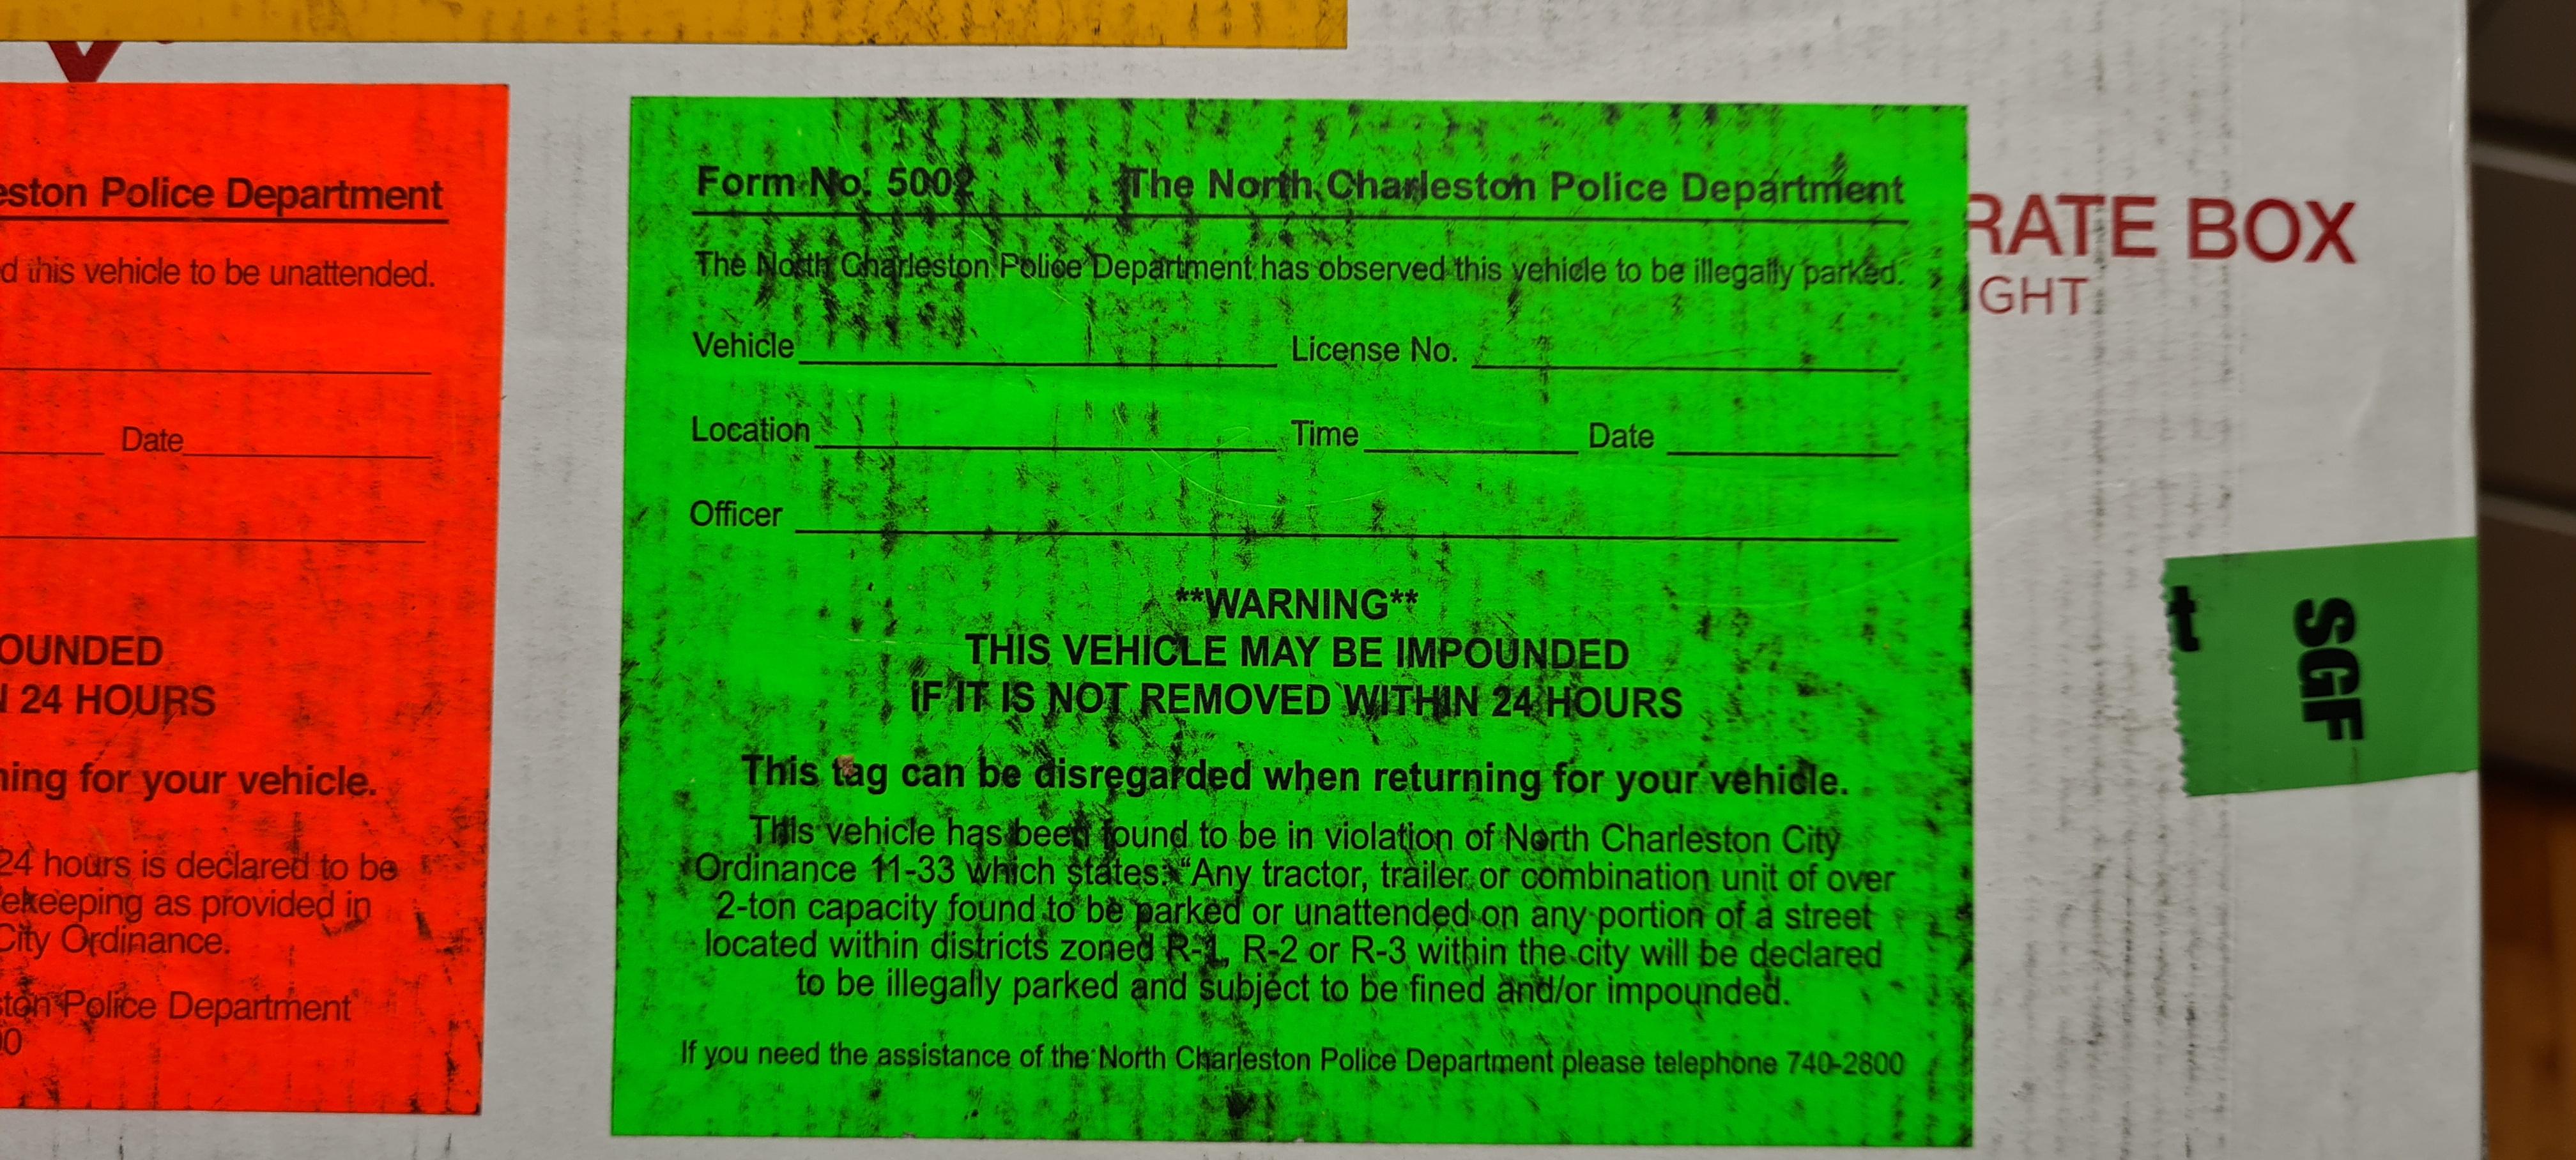 eston Police Department
d this vehicle to be unattended.
Date
OUNDED
24 HOURS
ning for your vehicle.
24 hours is declared to be
ekeeping as provided in
City Ordinance.
ton Police Department
Form No. 5002 The North Charleston Police Department
The North Charleston Police Department has observed this vehicle to be illegally parked.
Vehicle License No.
Location Time Date
Officer
**WARNING**
THIS VEHICLE MAY BE IMPOUNDED
IF IT IS NOT REMOVED WITHIN 24 HOURS
This tag can be disregarded when returning for your vehicle.
This vehicle has been found to be in violation of North Charleston City
Ordinance 11-33 which states: "Any tractor, trailer or combination unit of over
2-ton capacity found to be parked or unattended on any portion of a street
located within districts zoned R-1, R-2 or R-3 within the city will be declared
to be illegally parked and subject to be fined and/or impounded.
If you need the assistance of the North Charleston Police Department please telephone 740-2800
RATE BOX
GHT
t
SGF